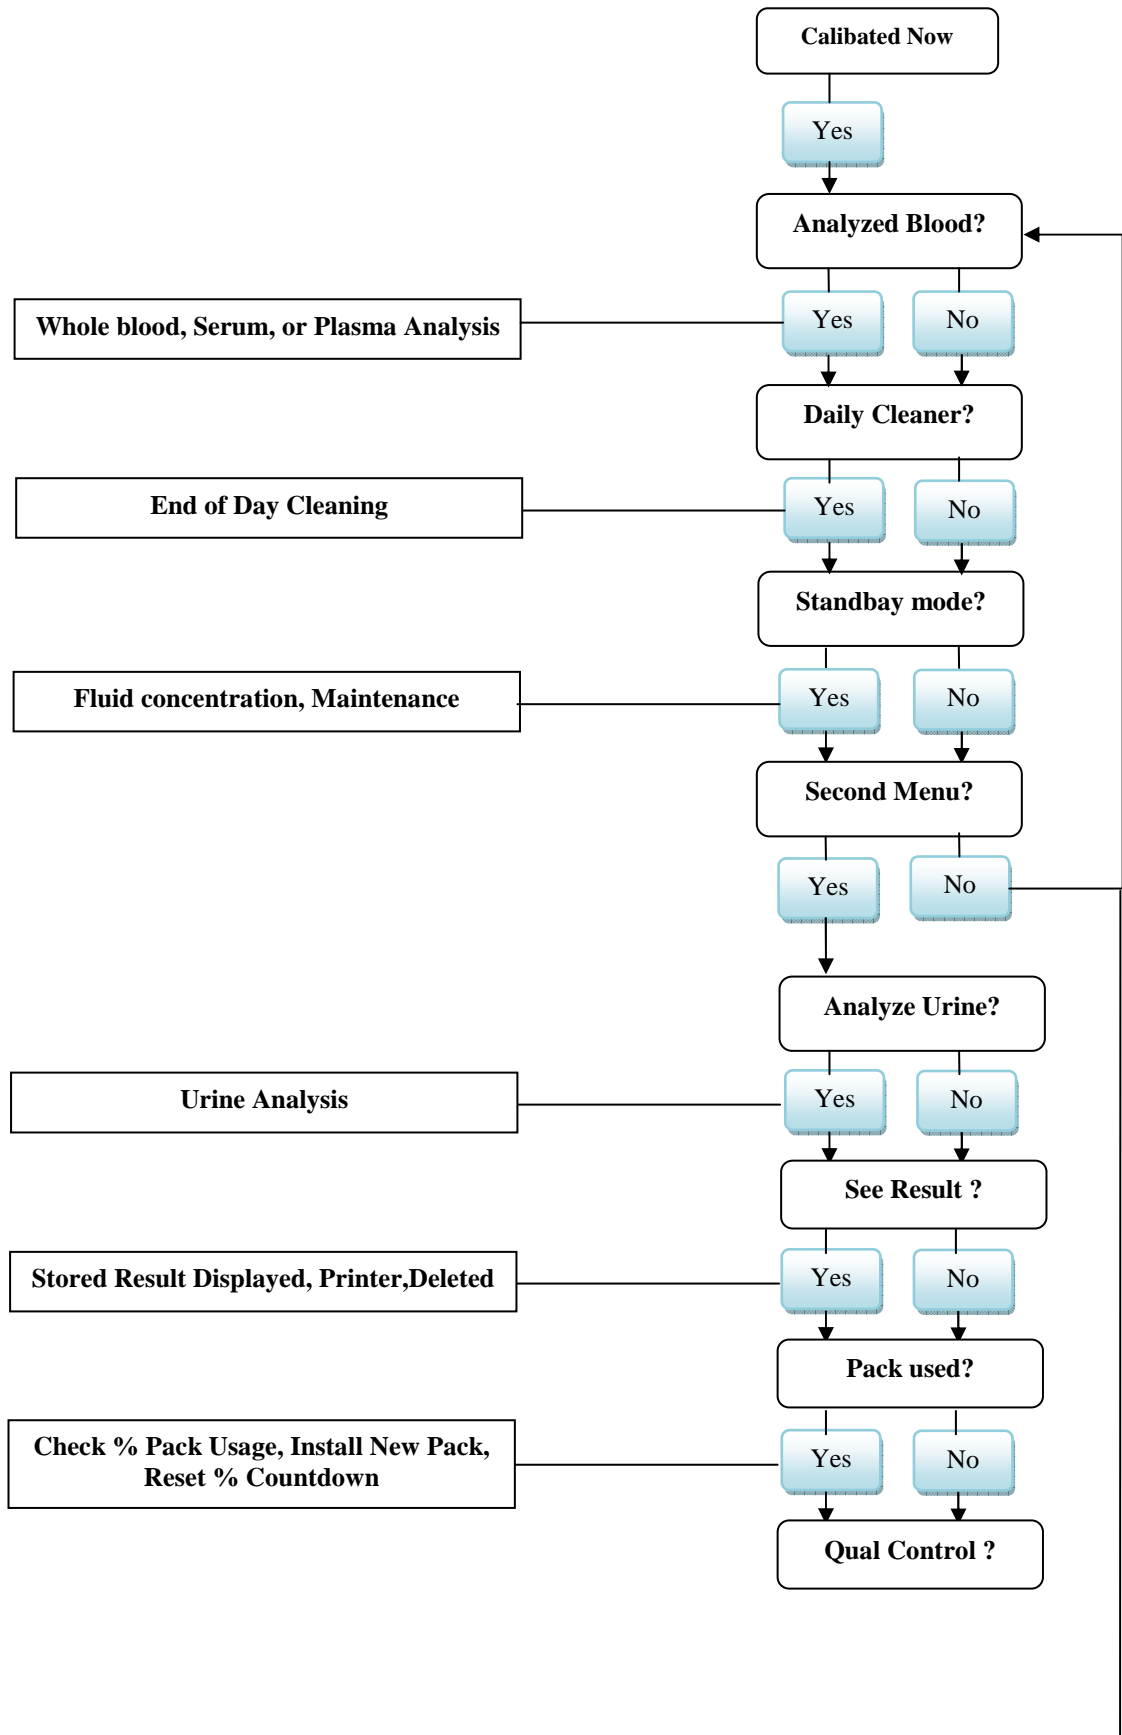 Calibated Now
Yes
Analyzed Blood?
Whole blood, Serum, or Plasma Analysis
Yes
No
Daily Cleaner?
End of Day Cleaning
Yes
No
Standbay mode?
Fluid concentration, Maintenance
Yes
No
Second Menu?
Yes
No
Analyze Urine?
Urine Analysis
Yes
No
See Result ?
Stored Result Displayed, Printer,Deleted
Yes
No
Pack used?
Check % Pack Usage, Install New Pack,
Reset % Countdown
Yes
No
Qual Control ?